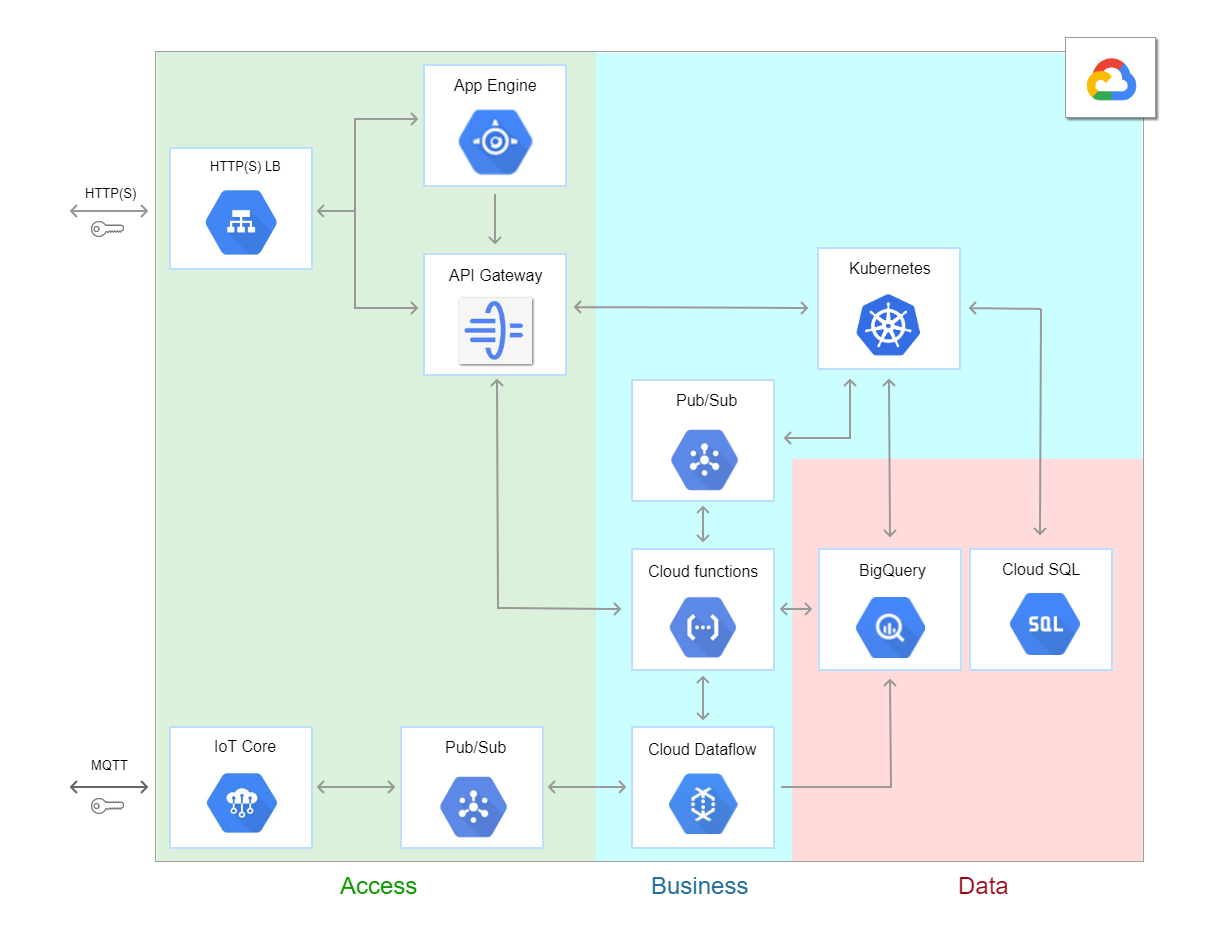 App Engine
HTTP(S) LB
HTTP(S)
API Gateway
Kubernetes
Pub/Sub
Cloud functions
BigQuery
Cloud SQL
SQL
IoT Core
Pub/Sub
Cloud Dataflow
MQTT
Access
Business
Data